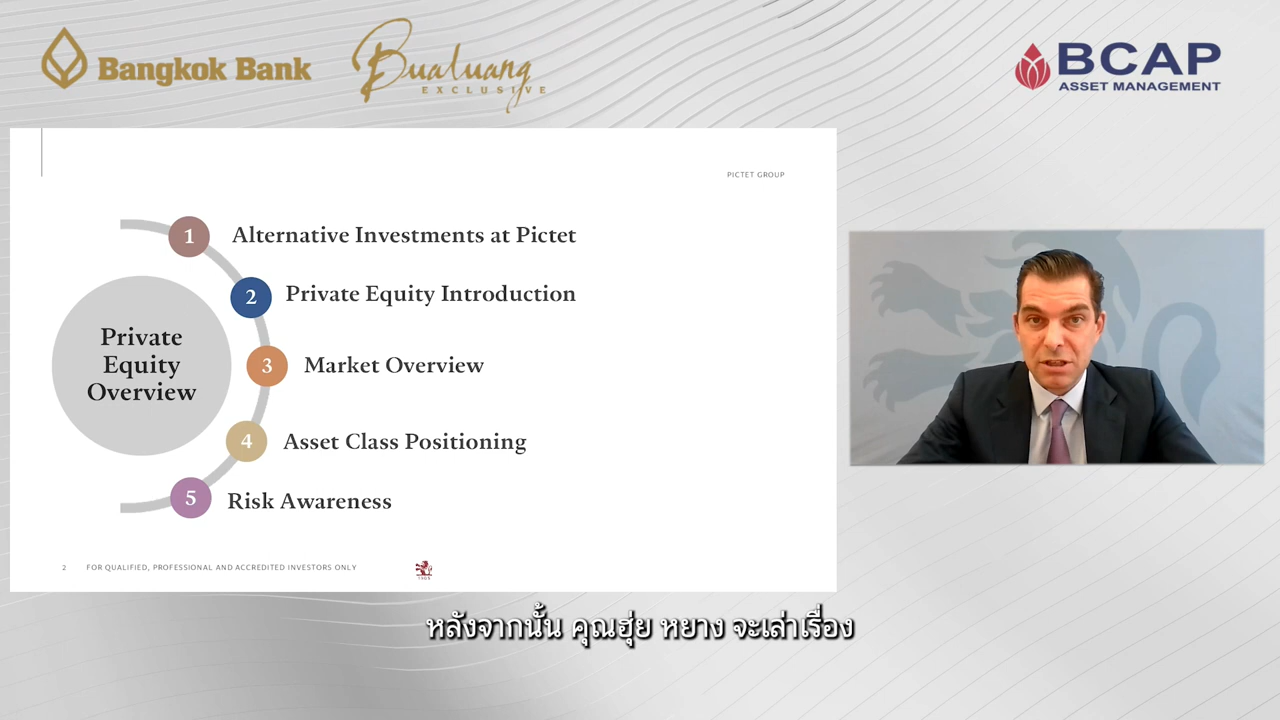 Bangkok Bank
Bualuang
EXCLUSIVE
BCAP
ASSET MANAGEMENT
PICTET GROUP
Private
Equity
Overview
1 Alternative Investments at Pictet
2 Private Equity Introduction
3 Market Overview
4 Asset Class Positioning
5 Risk Awareness
2 FOR QUALIFIED, PROFESSIONAL AND ACCREDITED INVESTORS ONLY
หลังจากนั้น คุณฮุ่ย หยาง จะเล่าเรื่อง